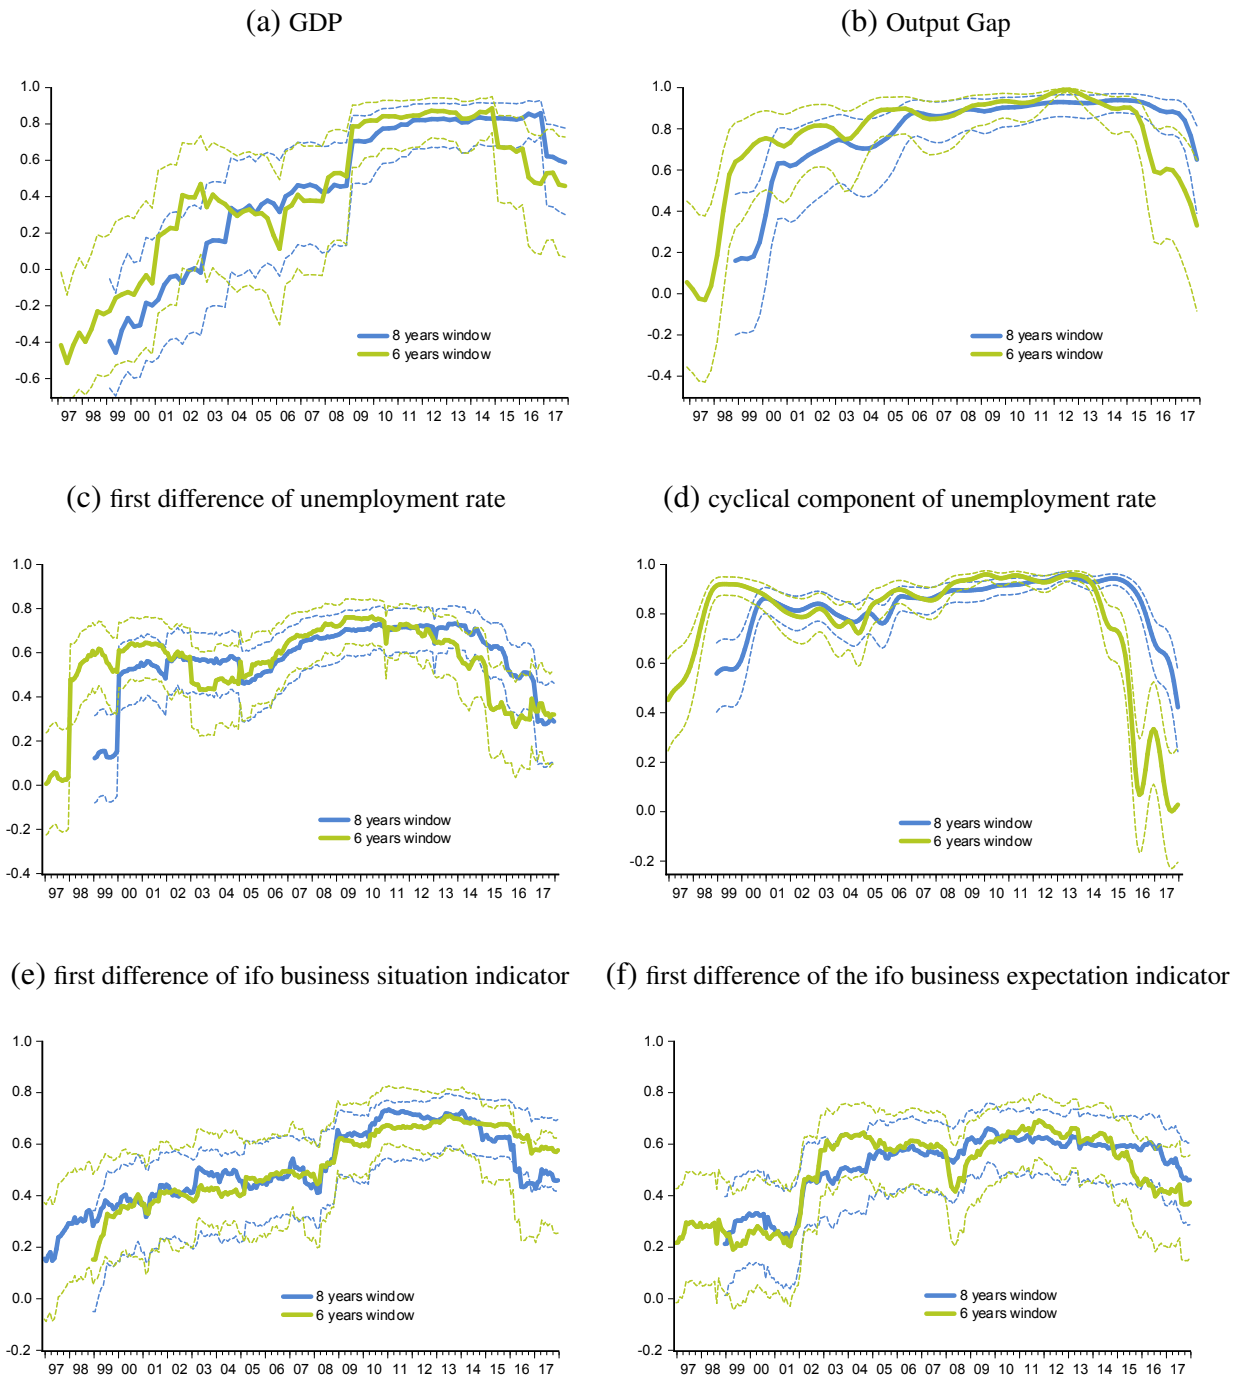 (a) GDP
(b) Output Gap
1.0
0.8
0.6
0.4
0.2
0.0
-0.2
-0.4
-0.6
8 years window
6 years window
97 98 99 00 01 02 03 04 05 06 07 08 09 10 11 12 13 14 15 16 17
1.0
0.8
0.6
0.4
0.2
0.0
-0.2
-0.4
8 years window
6 years window
97 98 99 00 01 02 03 04 05 06 07 08 09 10 11 12 13 14 15 16 17
(c) first difference of unemployment rate
(d) cyclical component of unemployment rate
1.0
0.8
0.6
0.4
0.2
0.0
-0.2
-0.4
8 years window
6 years window
97 98 99 00 01 02 03 04 05 06 07 08 09 10 11 12 13 14 15 16 17
1.0
0.8
0.6
0.4
0.2
0.0
-0.2
8 years window
6 years window
97 98 99 00 01 02 03 04 05 06 07 08 09 10 11 12 13 14 15 16 17
(e) first difference of ifo business situation indicator
(f) first difference of the ifo business expectation indicator
1.0
0.8
0.6
0.4
0.2
0.0
-0.2
8 years window
6 years window
97 98 99 00 01 02 03 04 05 06 07 08 09 10 11 12 13 14 15 16 17
1.0
0.8
0.6
0.4
0.2
0.0
-0.2
8 years window
6 years window
97 98 99 00 01 02 03 04 05 06 07 08 09 10 11 12 13 14 15 16 17